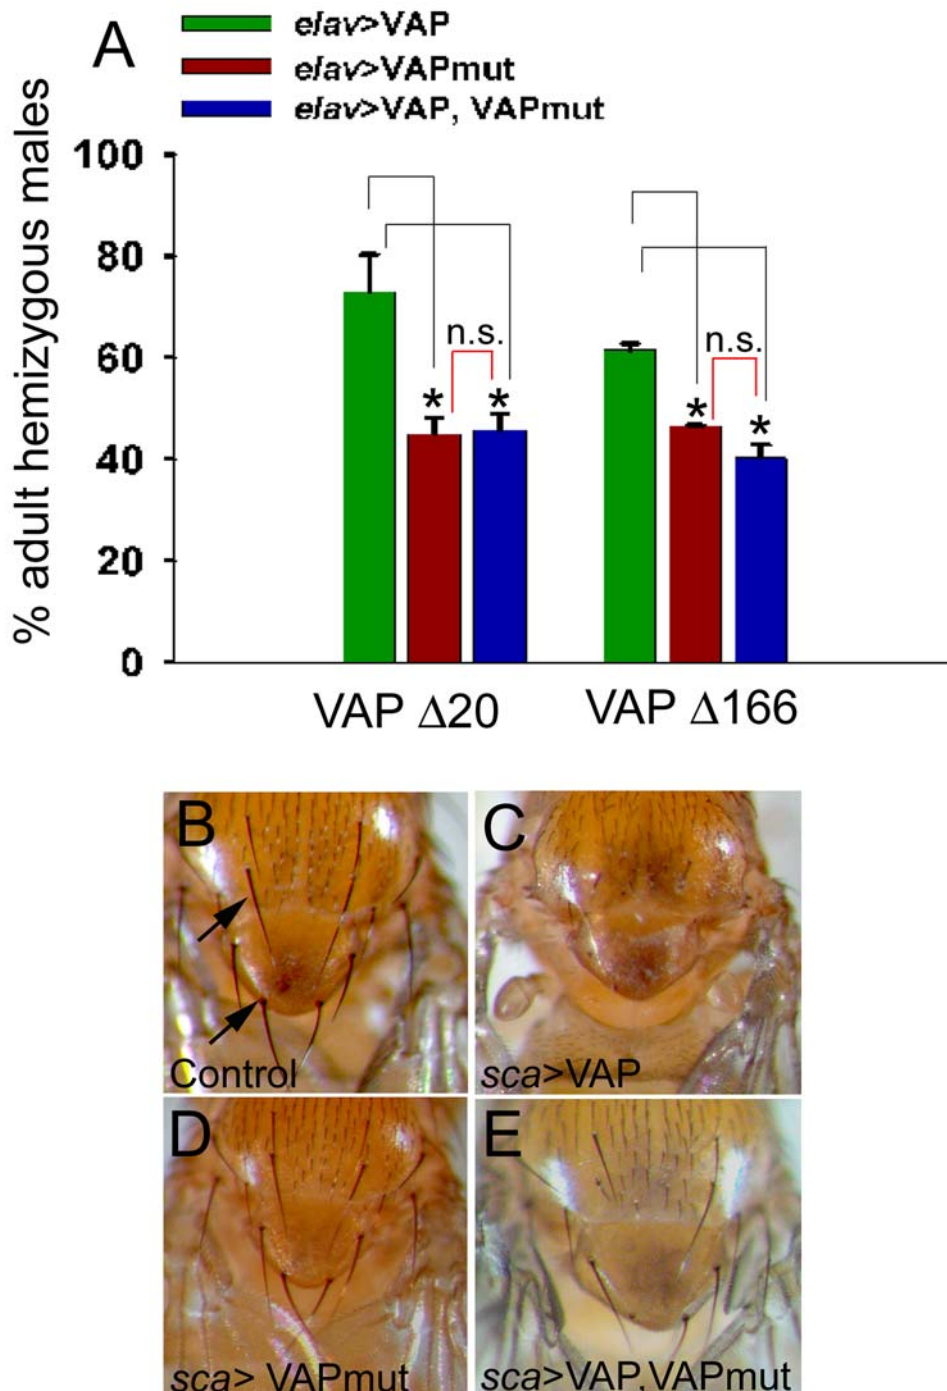 A
elav>VAP
elav>VAPmut
elav>VAP, VAPmut
% adult hemizygous males
100
80
60
40
20
0
n.s.
n.s.
*
*
*
*
VAP Δ20
VAP Δ166
B
Control
C
sca>VAP
D
sca> VAPmut
E
sca>VAP,VAPmut